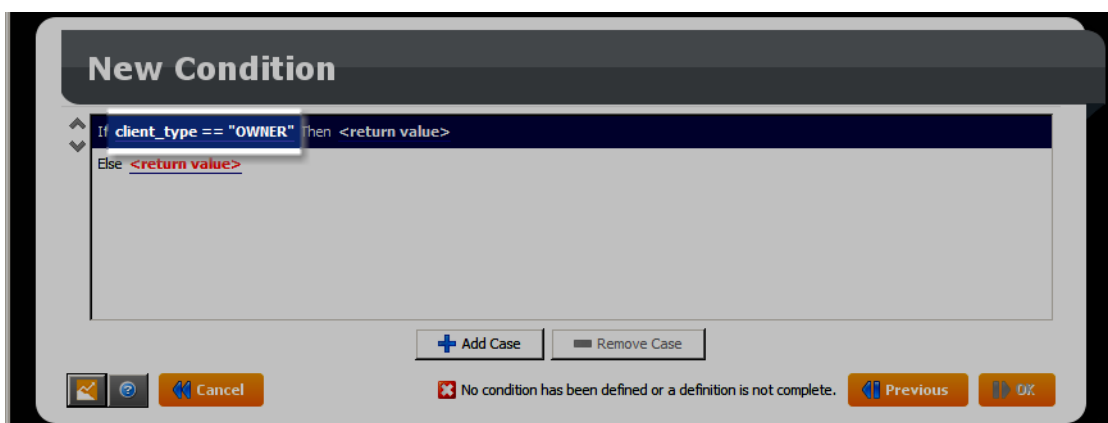 New Condition
If client_type == "OWNER" Then <return value>
Else <return value>
Add Case
Remove Case
Cancel
No condition has been defined or a definition is not complete.
Previous
OK